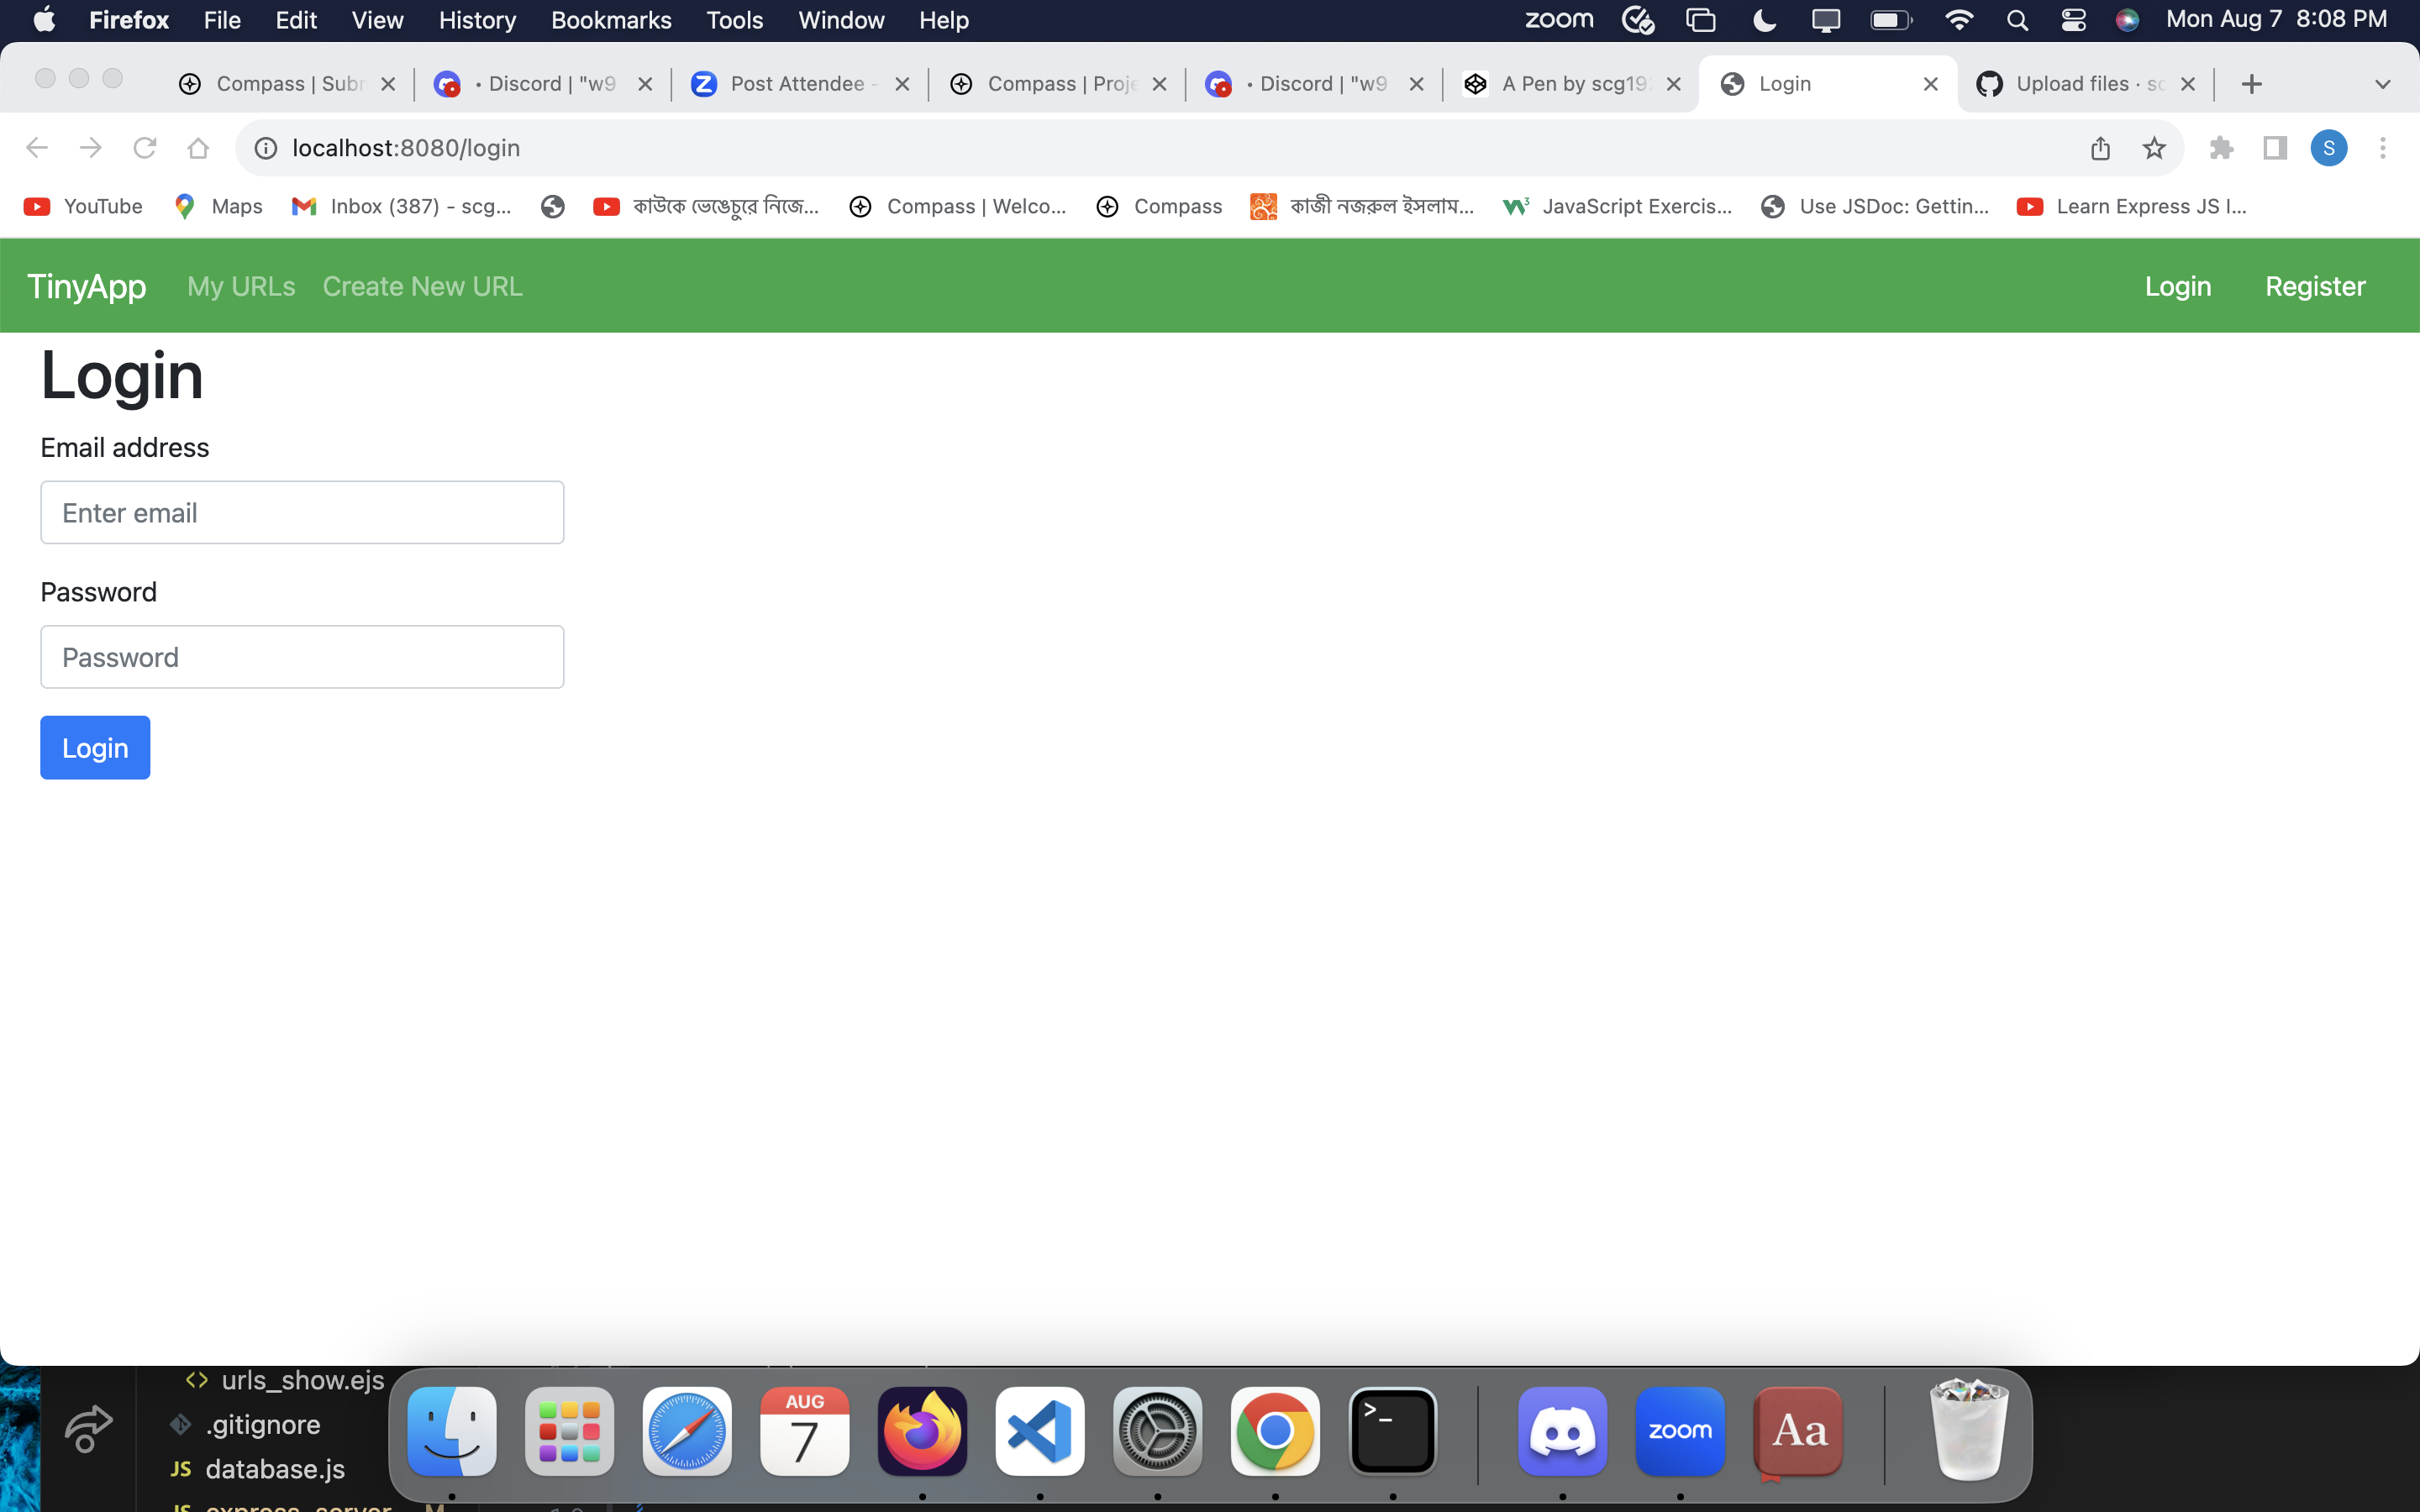 Firefox File Edit View History Bookmarks Tools Window Help zoom Mon Aug 7 8:08 PM
Compass | Subr • Discord | "w9 Post Attendee - Compass | Proje • Discord | "w9 A Pen by scg19 Login Upload files · sc
localhost:8080/login S
YouTube Maps Inbox (387) - scg... কাউকে ভেঙেচুরে নিজে... Compass | Welco... Compass কাজী নজরুল ইসলাম... JavaScript Exercis... Use JSDoc: Gettin... Learn Express JS I...
TinyApp My URLs Create New URL Login Register
Login
Email address
Enter email
Password
Password
Login
<> urls_show.ejs
.gitignore
JS database.js
JS express_server M
AUG
7
>_
zoom
Aa